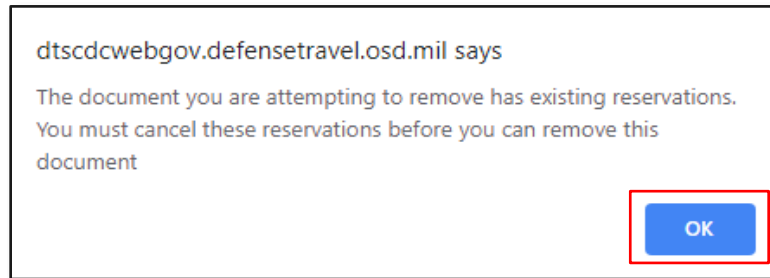 dtscdcwebgov.defensetravel.osd.mil says
The document you are attempting to remove has existing reservations.
You must cancel these reservations before you can remove this
document
OK